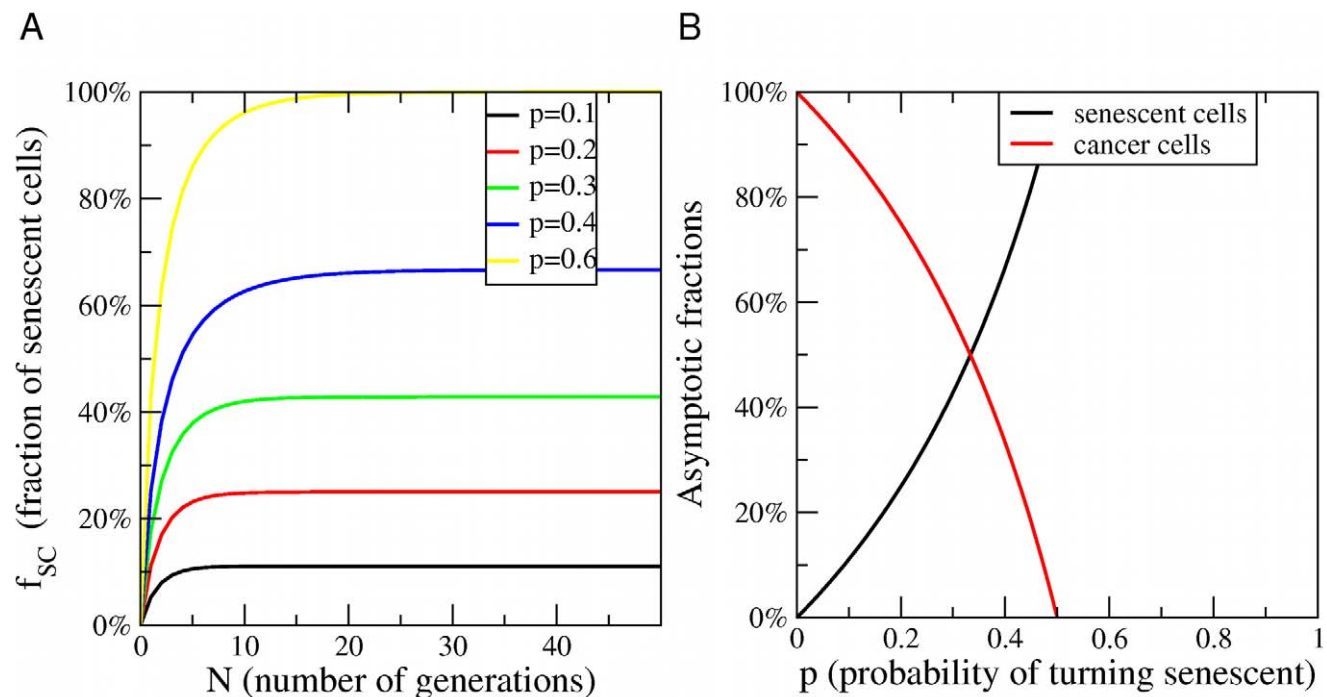 A
B
f_SC (fraction of senescent cells)
100%
80%
60%
40%
20%
0%
p=0.1
p=0.2
p=0.3
p=0.4
p=0.6
0
10
20
30
40
N (number of generations)
Asymptotic fractions
100%
80%
60%
40%
20%
0%
senescent cells
cancer cells
0
0.2
0.4
0.6
0.8
1
p (probability of turning senescent)